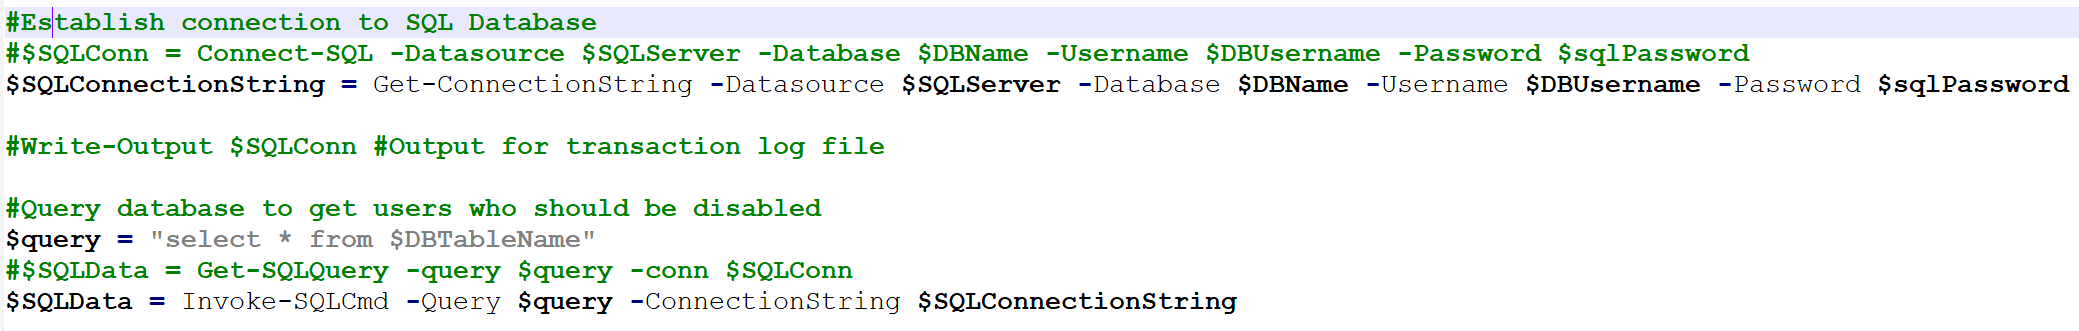 #Establish connection to SQL Database
#$SQLConn = Connect-SQL -Datasource $SQLServer -Database $DBName -Username $DBUsername -Password $sqlPassword
$SQLConnectionString = Get-ConnectionString -Datasource $SQLServer -Database $DBName -Username $DBUsername -Password $sqlPassword
#Write-Output $SQLConn #Output for transaction log file
#Query database to get users who should be disabled
$query = "select * from $DBTableName"
#$SQLData = Get-SQLQuery -query $query -conn $SQLConn
$SQLData = Invoke-SQLCmd -Query $query -ConnectionString $SQLConnectionString